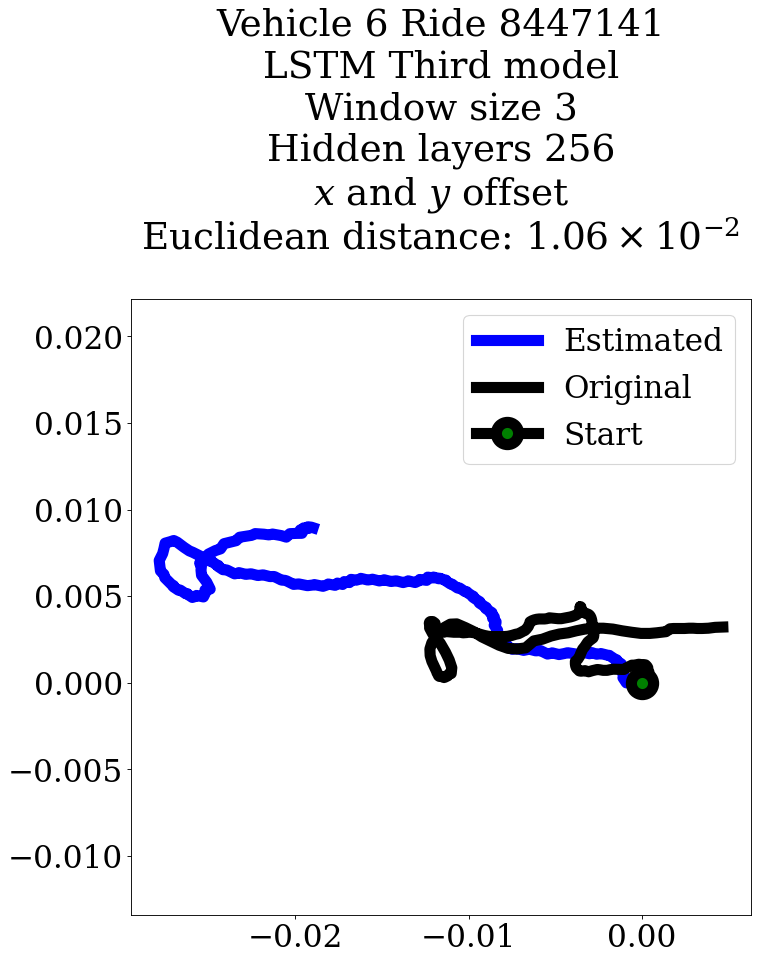 Vehicle 6 Ride 8447141
LSTM Third model
Window size 3
Hidden layers 256
x and y offset
Euclidean distance: 1.06 × 10⁻²
Estimated
Original
Start
0.020
0.015
0.010
0.005
0.000
−0.005
−0.010
−0.02 −0.01 0.00